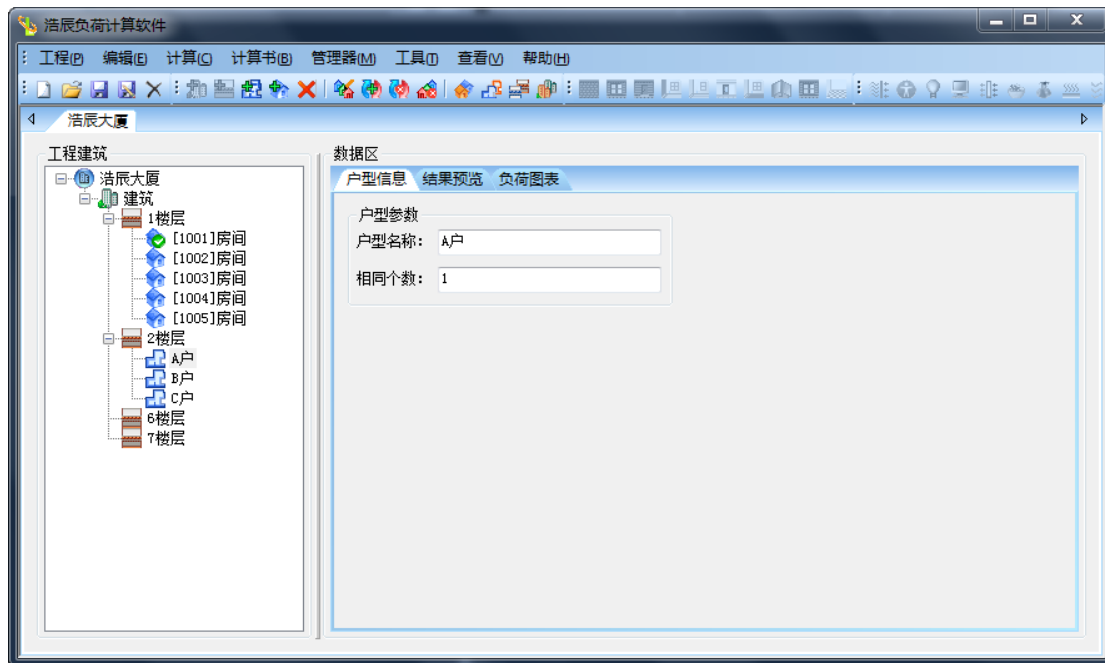 浩辰负荷计算软件
工程(P) 编辑(E) 计算(C) 计算书(B) 管理器(M) 工具(T) 查看(V) 帮助(H)
浩辰大厦
工程建筑
浩辰大厦
建筑
1楼层
[1001]房间
[1002]房间
[1003]房间
[1004]房间
[1005]房间
2楼层
A户
B户
C户
6楼层
7楼层
数据区
户型信息 结果预览 负荷图表
户型参数
户型名称: A户
相同个数: 1